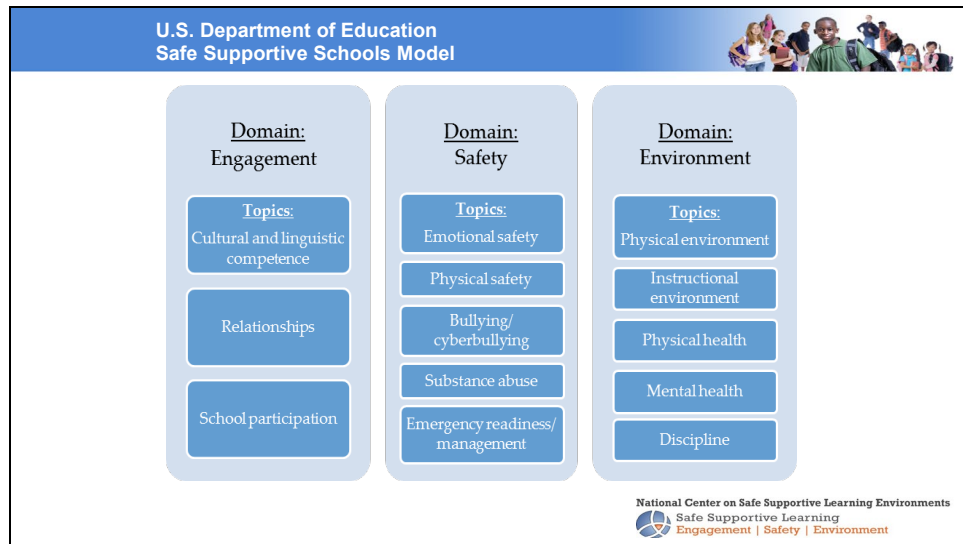 U.S. Department of Education
Safe Supportive Schools Model
Domain:
Engagement
Topics:
Cultural and linguistic
competence
Relationships
School participation
Domain:
Safety
Topics:
Emotional safety
Physical safety
Bullying/
cyberbullying
Substance abuse
Emergency readiness/
management
Domain:
Environment
Topics:
Physical environment
Instructional
environment
Physical health
Mental health
Discipline
National Center on Safe Supportive Learning Environments
Safe Supportive Learning
Engagement | Safety | Environment